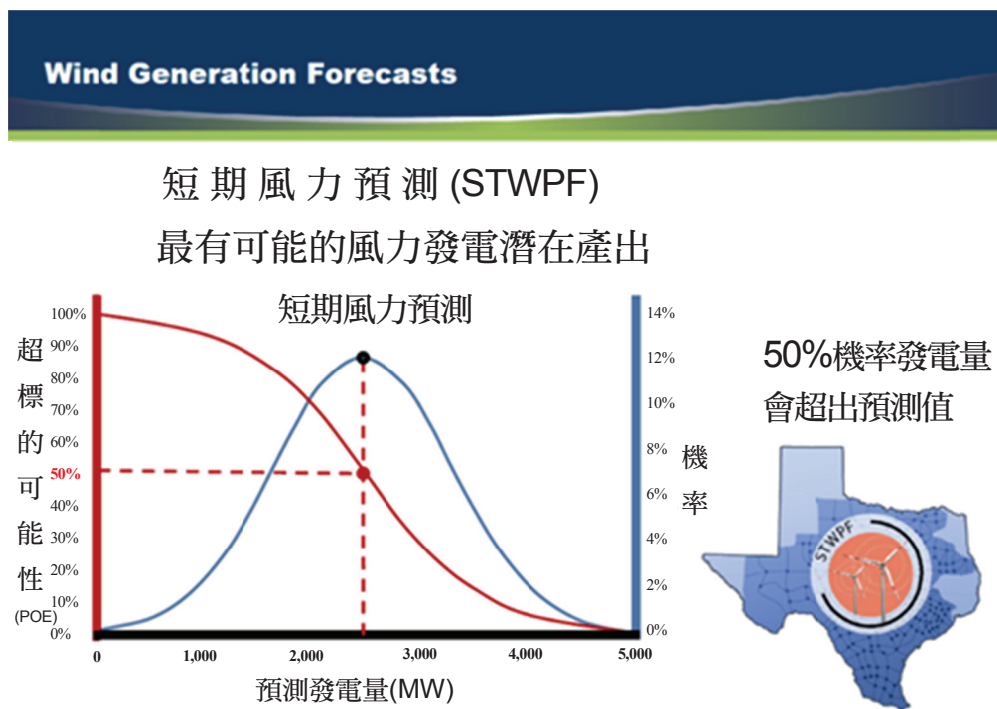 Wind Generation Forecasts
短期風力預測(STWPF)
最有可能的風力發電潛在產出
短期風力預測
超標的可能性
(POE)
100%
90%
80%
70%
60%
50%
40%
30%
20%
10%
0%
0
1,000
2,000
3,000
4,000
5,000
預測發電量(MW)
14%
12%
10%
8%
6%
4%
2%
0%
機率
50%機率發電量
會超出預測值
STWPF